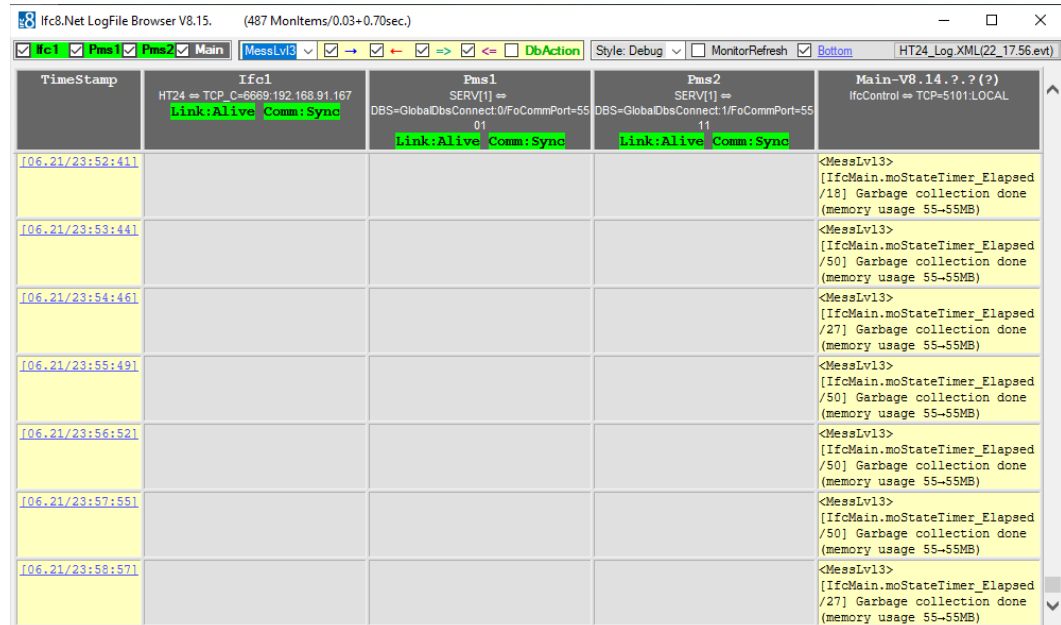 Ifc8.Net LogFile Browser V8.15. (487 MonItems/0.03+0.70sec.)
Ifc1 Pms1 Pms2 Main MessLvl3 → ← => <= DbAction Style: Debug MonitorRefresh Bottom HT24_Log.XML(22_17.56.evt)
TimeStamp
Ifc1
HT24 ⇔ TCP_C=6669:192.168.91.167
Link:Alive Comm:Sync
Pms1
SERV[1] ⇔
DBS=GlobalDbsConnect:0/FoCommPort=55
01
Link:Alive Comm:Sync
Pms2
SERV[1] ⇔
DBS=GlobalDbsConnect:1/FoCommPort=55
11
Link:Alive Comm:Sync
Main-V8.14.?.?(?)
IfcControl ⇔ TCP=5101:LOCAL
[06.21/23:52:41]
<MessLvl3>
[IfcMain.moStateTimer_Elapsed
/18] Garbage collection done
(memory usage 55→55MB)
[06.21/23:53:44]
<MessLvl3>
[IfcMain.moStateTimer_Elapsed
/50] Garbage collection done
(memory usage 55→55MB)
[06.21/23:54:46]
<MessLvl3>
[IfcMain.moStateTimer_Elapsed
/27] Garbage collection done
(memory usage 55→55MB)
[06.21/23:55:49]
<MessLvl3>
[IfcMain.moStateTimer_Elapsed
/50] Garbage collection done
(memory usage 55→55MB)
[06.21/23:56:52]
<MessLvl3>
[IfcMain.moStateTimer_Elapsed
/50] Garbage collection done
(memory usage 55→55MB)
[06.21/23:57:55]
<MessLvl3>
[IfcMain.moStateTimer_Elapsed
/50] Garbage collection done
(memory usage 55→55MB)
[06.21/23:58:57]
<MessLvl3>
[IfcMain.moStateTimer_Elapsed
/27] Garbage collection done
(memory usage 55→55MB)